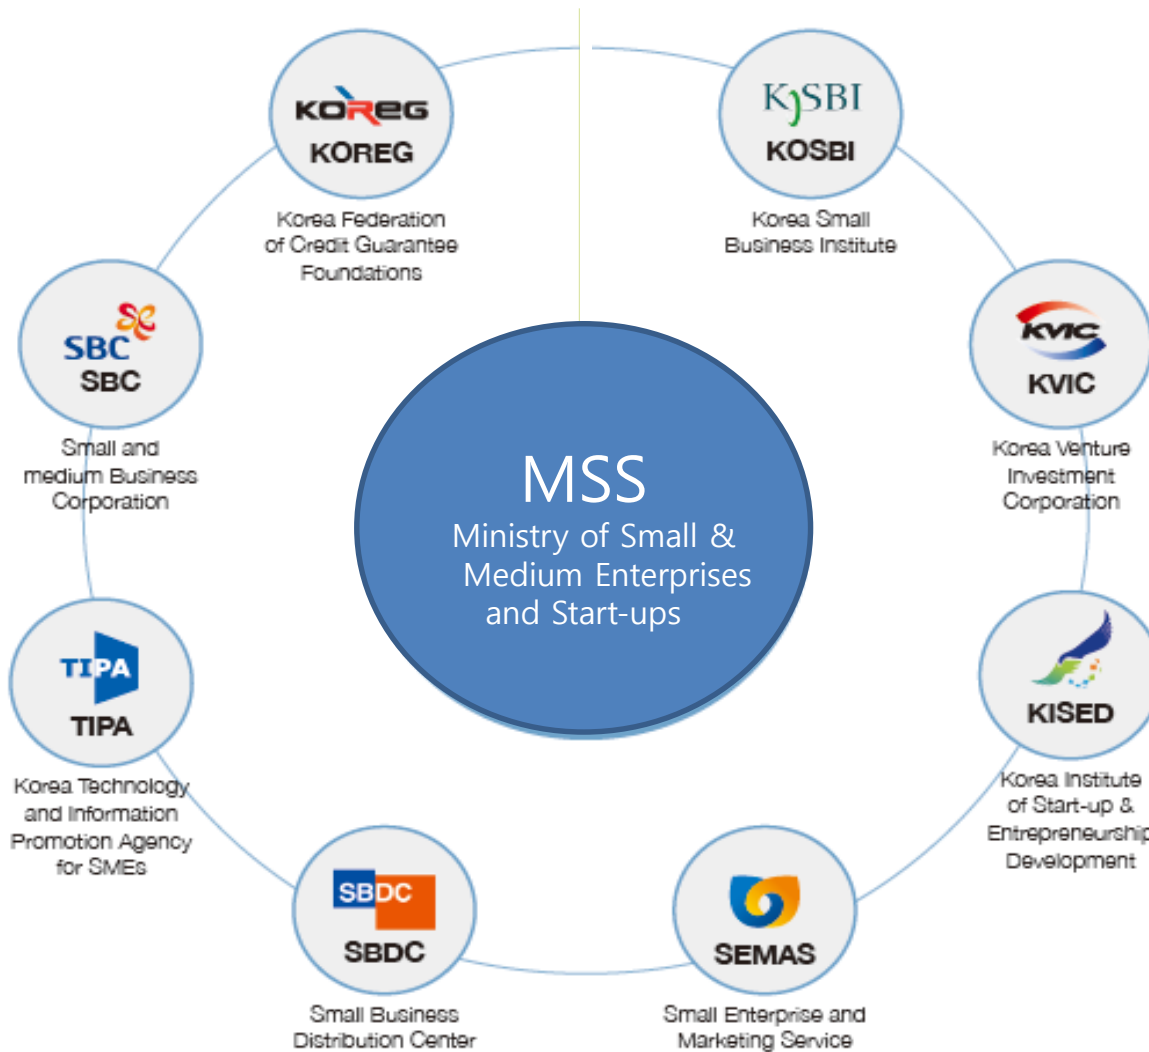 KOREG
KOREG
Korea Federation
of Credit Guarantee
Foundations
KOSBI
KOSBI
Korea Small
Business Institute
SBC
SBC
Small and
medium Business
Corporation
KVIC
KVIC
Korea Venture
Investment
Corporation
MSS
Ministry of Small &
Medium Enterprises
and Start-ups
TIPA
TIPA
Korea Technology
and Information
Promotion Agency
for SMEs
KISED
Korea Institute
of Start-up &
Entrepreneurship
Development
SBDC
SBDC
Small Business
Distribution Center
SEMAS
Small Enterprise and
Marketing Service